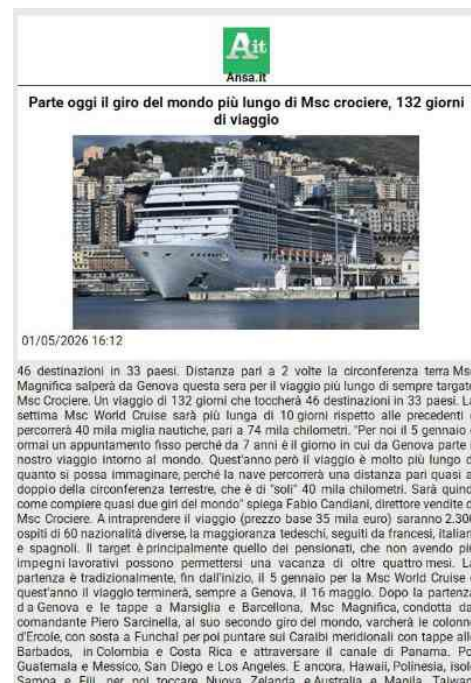 Ait
Ansa.it
Parte oggi il giro del mondo più lungo di Msc crociere, 132 giorni
di viaggio
01/05/2026 16:12
46 destinazioni in 33 paesi. Distanza pari a 2 volte la circonferenza terra Msc
Magnifica salperà da Genova questa sera per il viaggio più lungo di sempre targato
Msc Crociere. Un viaggio di 132 giorni che toccherà 46 destinazioni in 33 paesi. La
settima Msc World Cruise sarà più lunga di 10 giorni rispetto alle precedenti e
percorrerà 40 mila miglia nautiche, pari a 74 mila chilometri. "Per noi il 5 gennaio è
ormai un appuntamento fisso perché da 7 anni è il giorno in cui da Genova parte il
nostro viaggio intorno al mondo. Quest'anno però il viaggio è molto più lungo di
quanto si possa immaginare, perché la nave percorrerà una distanza pari quasi al
doppio della circonferenza terrestre, che è di "soli" 40 mila chilometri. Sarà quindi
come compiere quasi due giri del mondo" spiega Fabio Candiani, direttore vendite di
Msc Crociere. A intraprendere il viaggio (prezzo base 35 mila euro) saranno 2.300
ospiti di 60 nazionalità diverse, la maggioranza tedeschi, seguiti da francesi, italiani
e spagnoli. Il target è principalmente quello dei pensionati, che non avendo più
impegni lavorativi possono permettersi una vacanza di oltre quattro mesi. La
partenza è tradizionalmente, fin dall'inizio, il 5 gennaio per la Msc World Cruise e
quest'anno il viaggio terminerà, sempre a Genova, il 16 maggio. Dopo la partenza
da Genova e le tappe a Marsiglia e Barcellona, Msc Magnifica, condotta dal
comandante Piero Sarcinella, al suo secondo giro del mondo, varcherà le colonne
d'Ercole, con sosta a Funchal per poi puntare sui Caraibi meridionali con tappe alle
Barbados, in Colombia e Costa Rica e attraversare il canale di Panama. Poi
Guatemala e Messico, San Diego e Los Angeles. E ancora, Hawaii, Polinesia, isole
Samoa e Fiji, per poi toccare Nuova Zelanda e Australia e Manila, Taiwan,